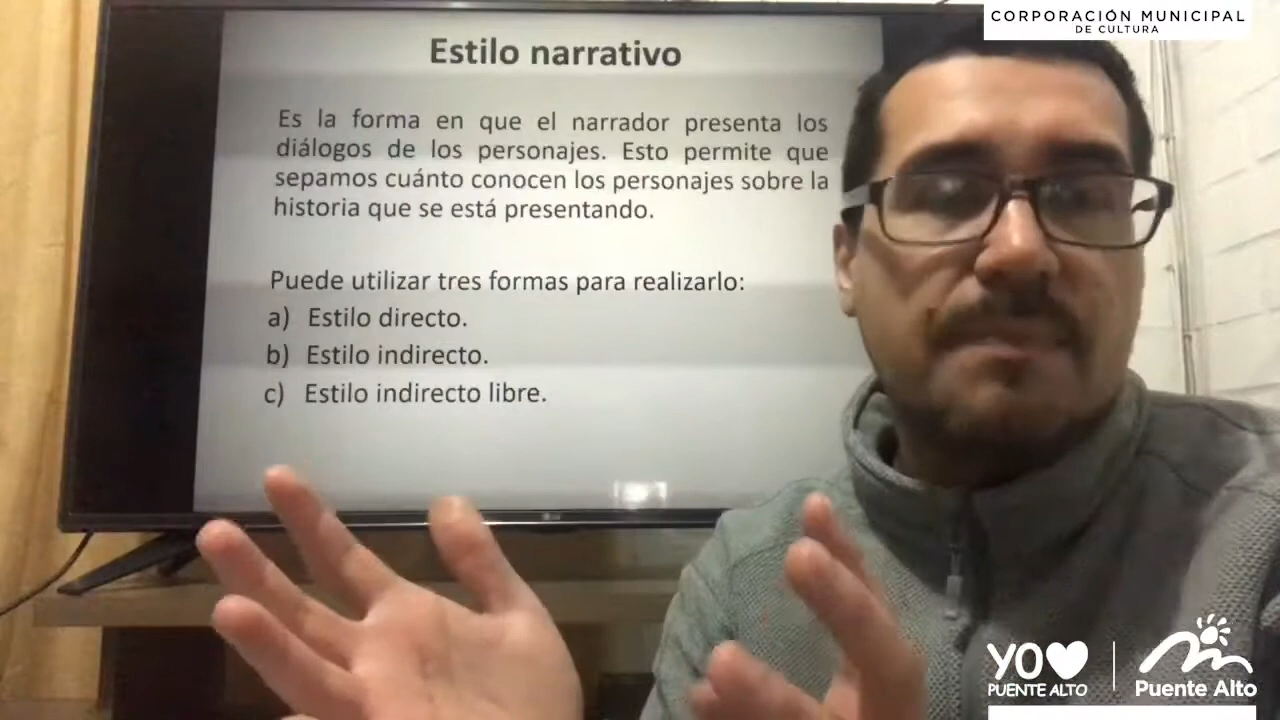 CORPORACIÓN MUNICIPAL
DE CULTURA
Estilo narrativo
Es la forma en que el narrador presenta los
diálogos de los personajes. Esto permite que
sepamos cuánto conocen los personajes sobre la
historia que se está presentando.
Puede utilizar tres formas para realizarlo:
a) Estilo directo.
b) Estilo indirecto.
c) Estilo indirecto libre.
LG
YO
PUENTE ALTO
Puente Alto